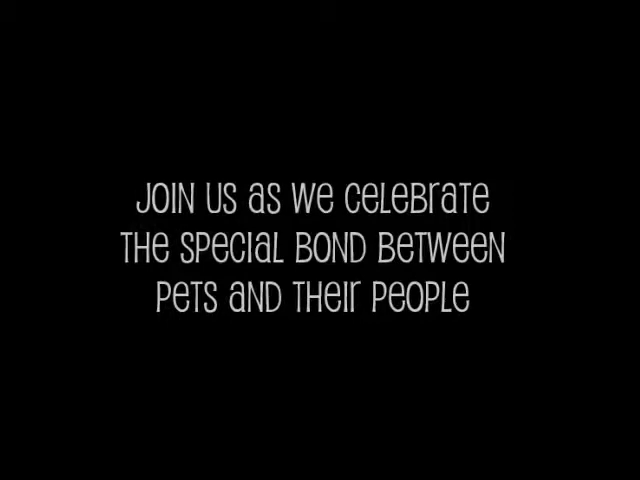 JOIN US as we celebrate
THE SPECIAL BOND BETWEEN
PETS and THEIR PEOPLE